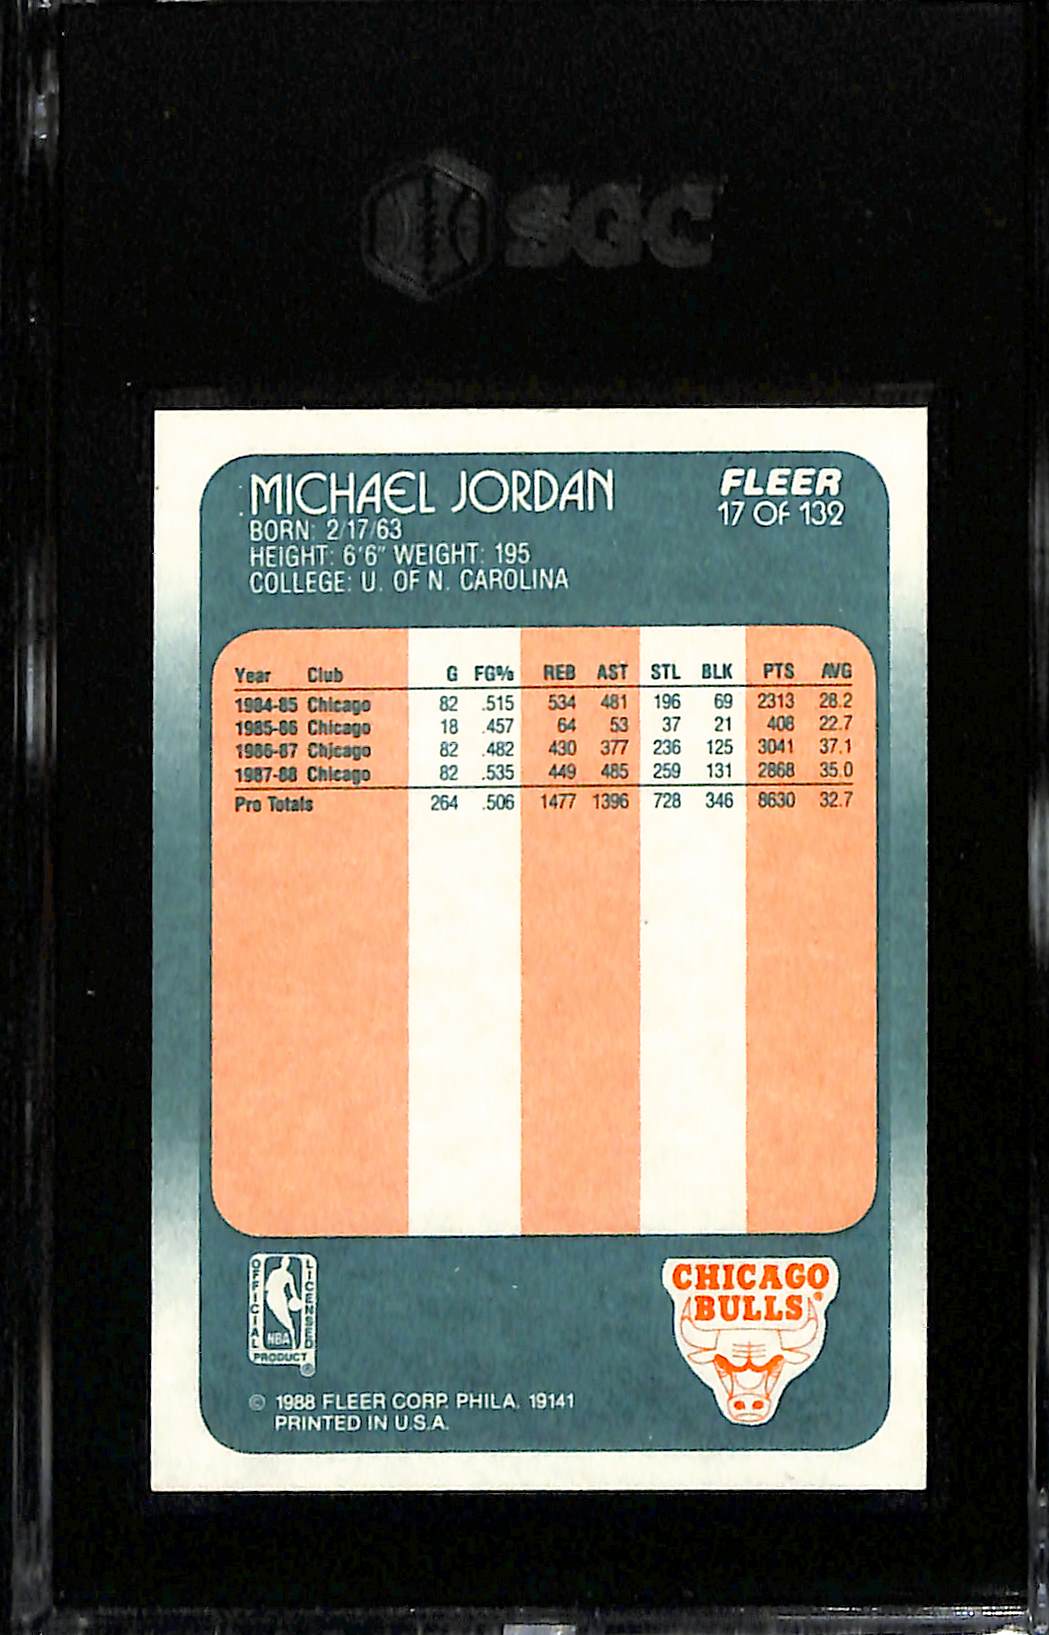 SGC
MICHAEL JORDAN
FLEER
17 OF 132
BORN: 2/17/63
HEIGHT: 6'6" WEIGHT: 195
COLLEGE: U. OF N. CAROLINA
Year Club G FG% REB AST STL BLK PTS AVG
1984-85 Chicago 82 .515 534 481 196 69 2313 28.2
1985-86 Chicago 18 .457 64 53 37 21 408 22.7
1986-87 Chicago 82 .482 430 377 236 125 3041 37.1
1987-88 Chicago 82 .535 449 485 259 131 2868 35.0
Pro Totals 264 .506 1477 1396 728 346 8630 32.7
OFFICIAL
LICENSED
NBA
PRODUCT
®
CHICAGO
BULLS
© 1988 FLEER CORP. PHILA. 19141
PRINTED IN U.S.A.